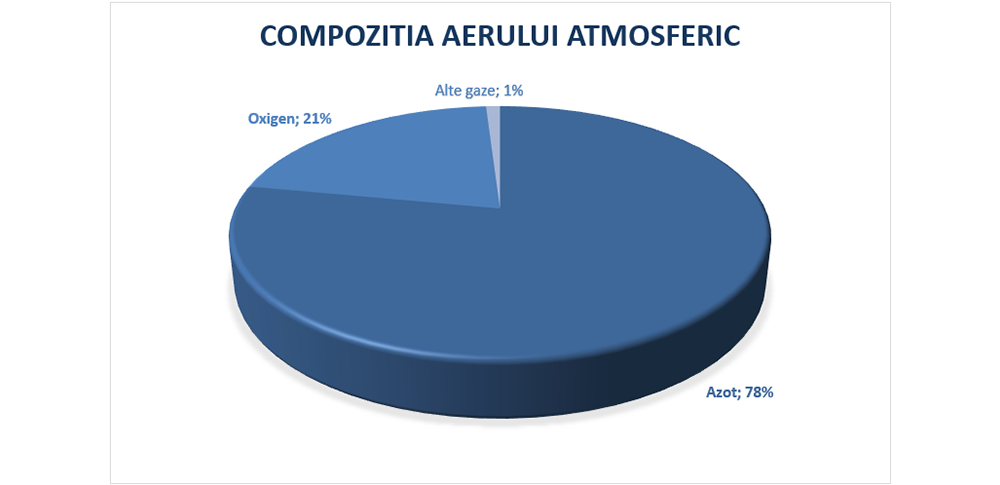 COMPOZITIA AERULUI ATMOSFERIC
Alte gaze; 1%
Oxigen; 21%
Azot; 78%